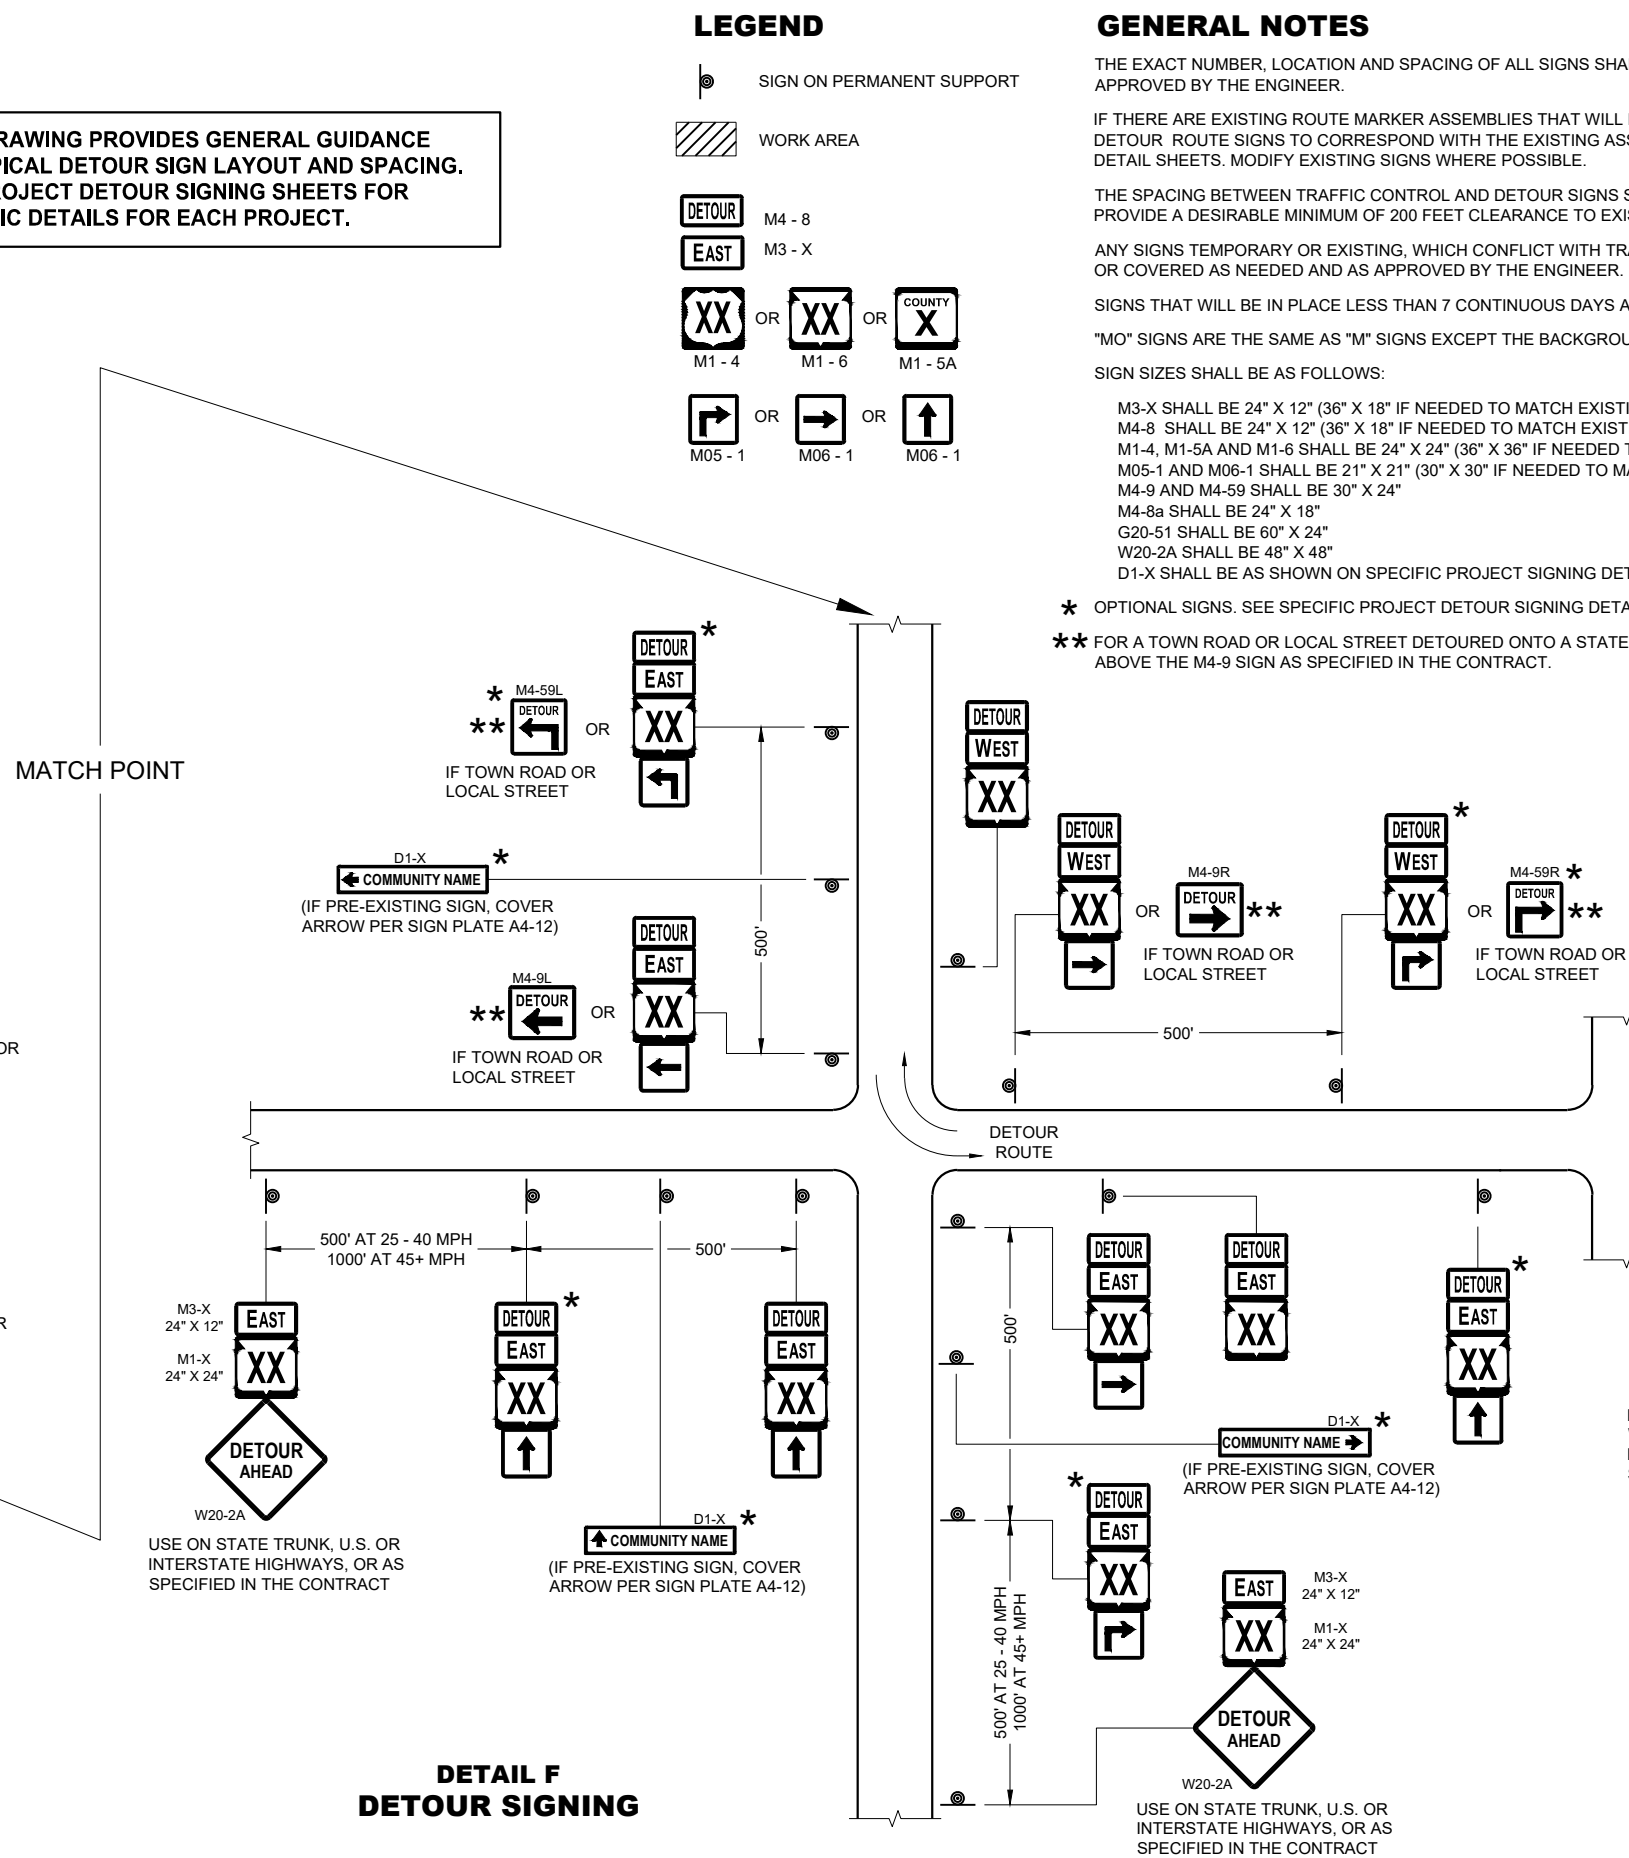 RAWING PROVIDES GENERAL GUIDANCE
PICAL DETOUR SIGN LAYOUT AND SPACING.
OJECT DETOUR SIGNING SHEETS FOR
IC DETAILS FOR EACH PROJECT.
LEGEND
SIGN ON PERMANENT SUPPORT
WORK AREA
DETOUR
M4 - 8
EAST
M3 - X
XX
OR
XX
OR
COUNTY
X
M1 - 4
M1 - 6
M1 - 5A
OR
OR
M05 - 1
M06 - 1
M06 - 1
GENERAL NOTES
THE EXACT NUMBER, LOCATION AND SPACING OF ALL SIGNS SHA
APPROVED BY THE ENGINEER.
IF THERE ARE EXISTING ROUTE MARKER ASSEMBLIES THAT WILL
DETOUR ROUTE SIGNS TO CORRESPOND WITH THE EXISTING ASS
DETAIL SHEETS. MODIFY EXISTING SIGNS WHERE POSSIBLE.
THE SPACING BETWEEN TRAFFIC CONTROL AND DETOUR SIGNS S
PROVIDE A DESIRABLE MINIMUM OF 200 FEET CLEARANCE TO EXI
ANY SIGNS TEMPORARY OR EXISTING, WHICH CONFLICT WITH TRA
OR COVERED AS NEEDED AND AS APPROVED BY THE ENGINEER.
SIGNS THAT WILL BE IN PLACE LESS THAN 7 CONTINUOUS DAYS A
"MO" SIGNS ARE THE SAME AS "M" SIGNS EXCEPT THE BACKGROU
SIGN SIZES SHALL BE AS FOLLOWS:
M3-X SHALL BE 24" X 12" (36" X 18" IF NEEDED TO MATCH EXISTI
M4-8 SHALL BE 24" X 12" (36" X 18" IF NEEDED TO MATCH EXIST
M1-4, M1-5A AND M1-6 SHALL BE 24" X 24" (36" X 36" IF NEEDED T
M05-1 AND M06-1 SHALL BE 21" X 21" (30" X 30" IF NEEDED TO MA
M4-9 AND M4-59 SHALL BE 30" X 24"
M4-8a SHALL BE 24" X 18"
G20-51 SHALL BE 60" X 24"
W20-2A SHALL BE 48" X 48"
D1-X SHALL BE AS SHOWN ON SPECIFIC PROJECT SIGNING DET
* OPTIONAL SIGNS. SEE SPECIFIC PROJECT DETOUR SIGNING DETA
** FOR A TOWN ROAD OR LOCAL STREET DETOURED ONTO A STATE
ABOVE THE M4-9 SIGN AS SPECIFIED IN THE CONTRACT.
MATCH POINT
OR
R
DETOUR *
EAST
XX
* M4-59L
** DETOUR
OR
IF TOWN ROAD OR
LOCAL STREET
D1-X *
COMMUNITY NAME
(IF PRE-EXISTING SIGN, COVER
ARROW PER SIGN PLATE A4-12)
500'
DETOUR
EAST
XX
M4-9L
** DETOUR
OR
IF TOWN ROAD OR
LOCAL STREET
DETOUR
WEST
XX
DETOUR
WEST
XX
OR
M4-9R
DETOUR **
IF TOWN ROAD OR
LOCAL STREET
DETOUR *
WEST
XX
OR
M4-59R *
DETOUR **
IF TOWN ROAD OR
LOCAL STREET
500'
DETOUR
ROUTE
500' AT 25 - 40 MPH
1000' AT 45+ MPH
500'
M3-X
24" X 12"
EAST
M1-X
24" X 24"
XX
DETOUR
AHEAD
W20-2A
USE ON STATE TRUNK, U.S. OR
INTERSTATE HIGHWAYS, OR AS
SPECIFIED IN THE CONTRACT
DETOUR *
EAST
XX
DETOUR
EAST
XX
D1-X *
COMMUNITY NAME
(IF PRE-EXISTING SIGN, COVER
ARROW PER SIGN PLATE A4-12)
500'
DETOUR
EAST
XX
DETOUR
EAST
XX
DETOUR *
EAST
XX
D1-X *
COMMUNITY NAME
(IF PRE-EXISTING SIGN, COVER
ARROW PER SIGN PLATE A4-12)
* DETOUR
EAST
XX
500' AT 25 - 40 MPH
1000' AT 45+ MPH
EAST
M3-X
24" X 12"
XX
M1-X
24" X 24"
DETOUR
AHEAD
W20-2A
USE ON STATE TRUNK, U.S. OR
INTERSTATE HIGHWAYS, OR AS
SPECIFIED IN THE CONTRACT
DETAIL F
DETOUR SIGNING